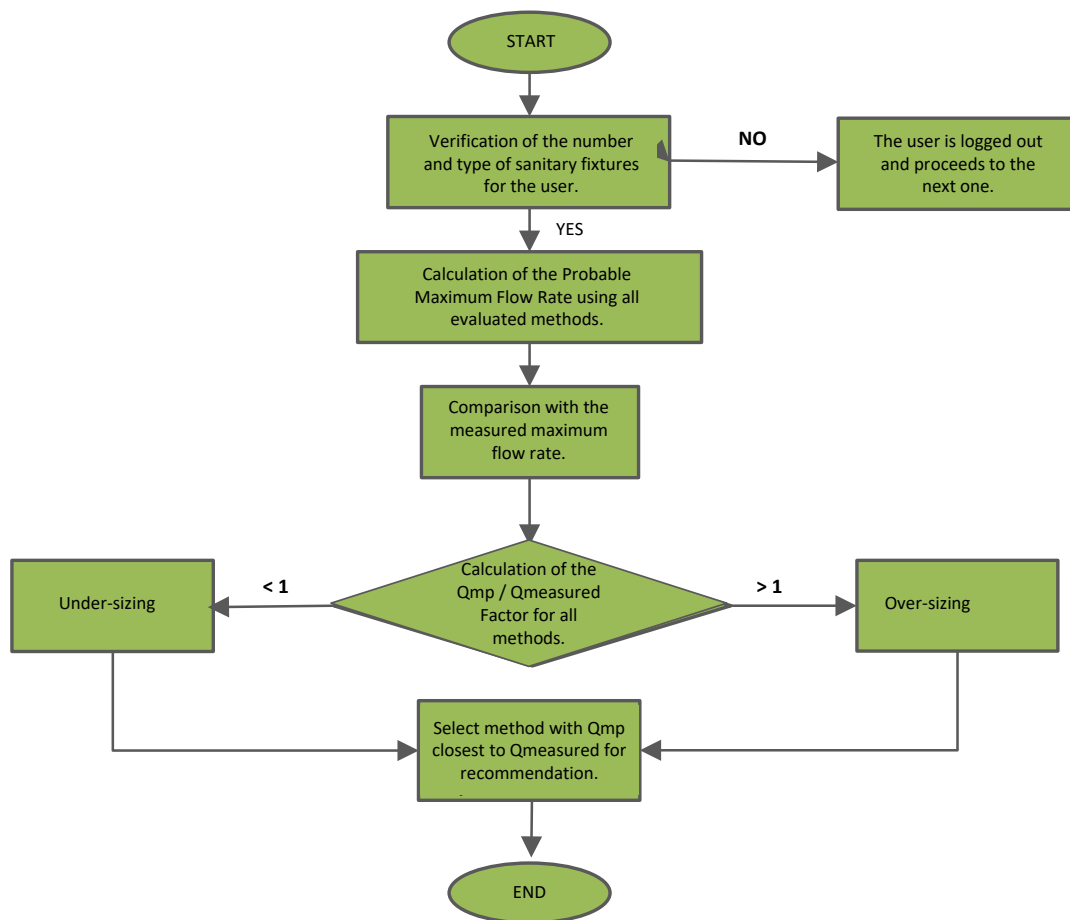 START
Verification of the number
and type of sanitary fixtures
for the user.
NO
The user is logged out
and proceeds to the
next one.
YES
Calculation of the Probable
Maximum Flow Rate using all
evaluated methods.
Comparison with the
measured maximum
flow rate.
Calculation of the
Qmp / Qmeasured
Factor for all
methods.
< 1
> 1
Under-sizing
Over-sizing
Select method with Qmp
closest to Qmeasured for
recommendation.
END